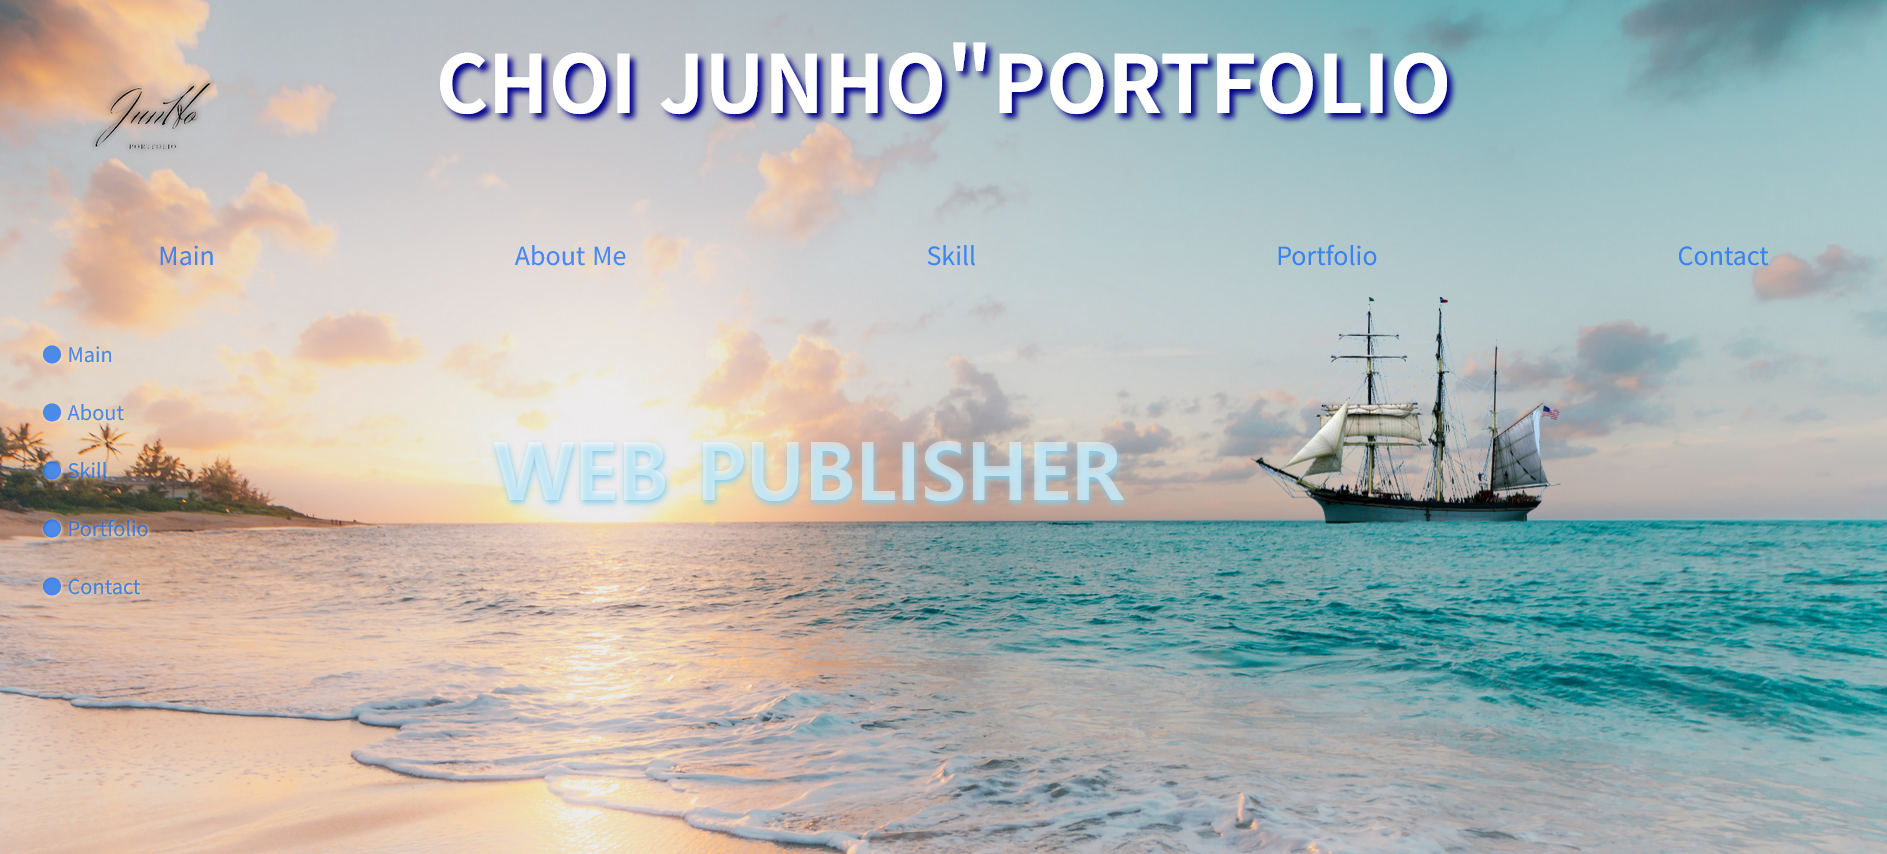 CHOI JUNHO"PORTFOLIO
JunHo
PORTFOLIO
Main About Me Skill Portfolio Contact
Main
About
Skill
Portfolio
Contact
WEB PUBLISHER